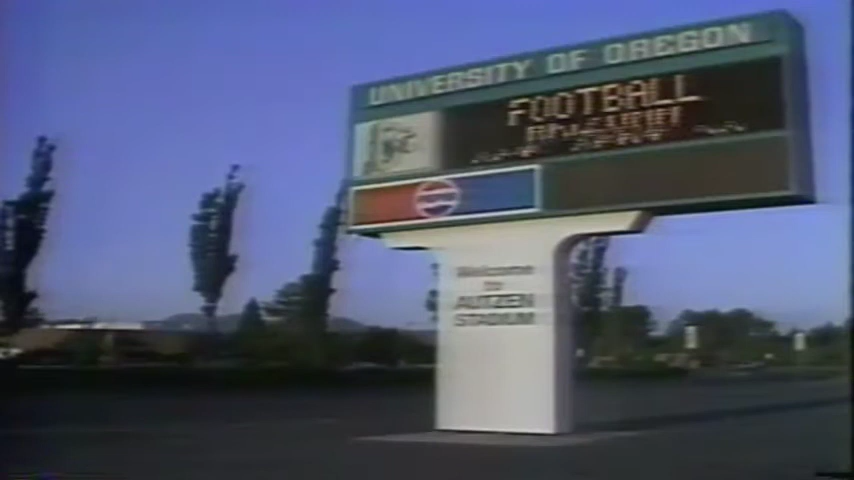 UNIVERSITY OF OREGON
FOOTBALL
Welcome
to
AUTZEN
STADIUM